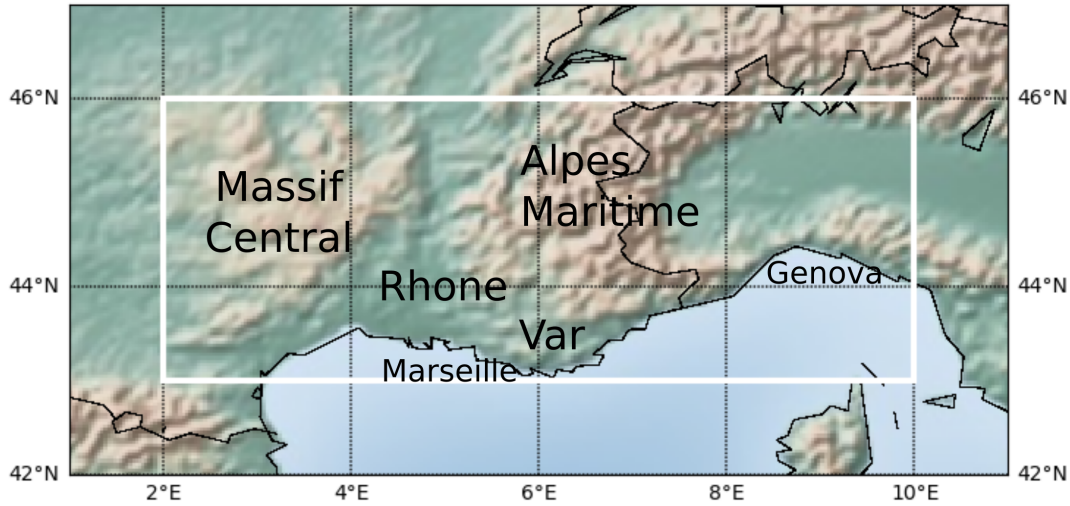 46°N
46°N
Alpes
Maritime
Massif
Central
Genova
44°N
Rhone
44°N
Var
Marseille
42°N
42°N
2°E
4°E
6°E
8°E
10°E